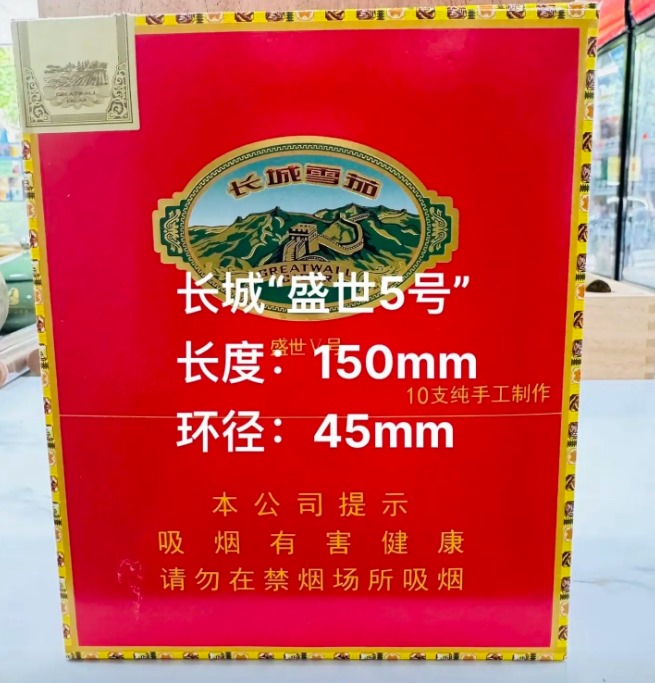 GREATWALL
长城雪茄
GREATWALL
长城“盛世5号”
盛世V号
长度：150mm
10支纯手工制作
环径：45mm
本公司提示
吸烟有害健康
请勿在禁烟场所吸烟